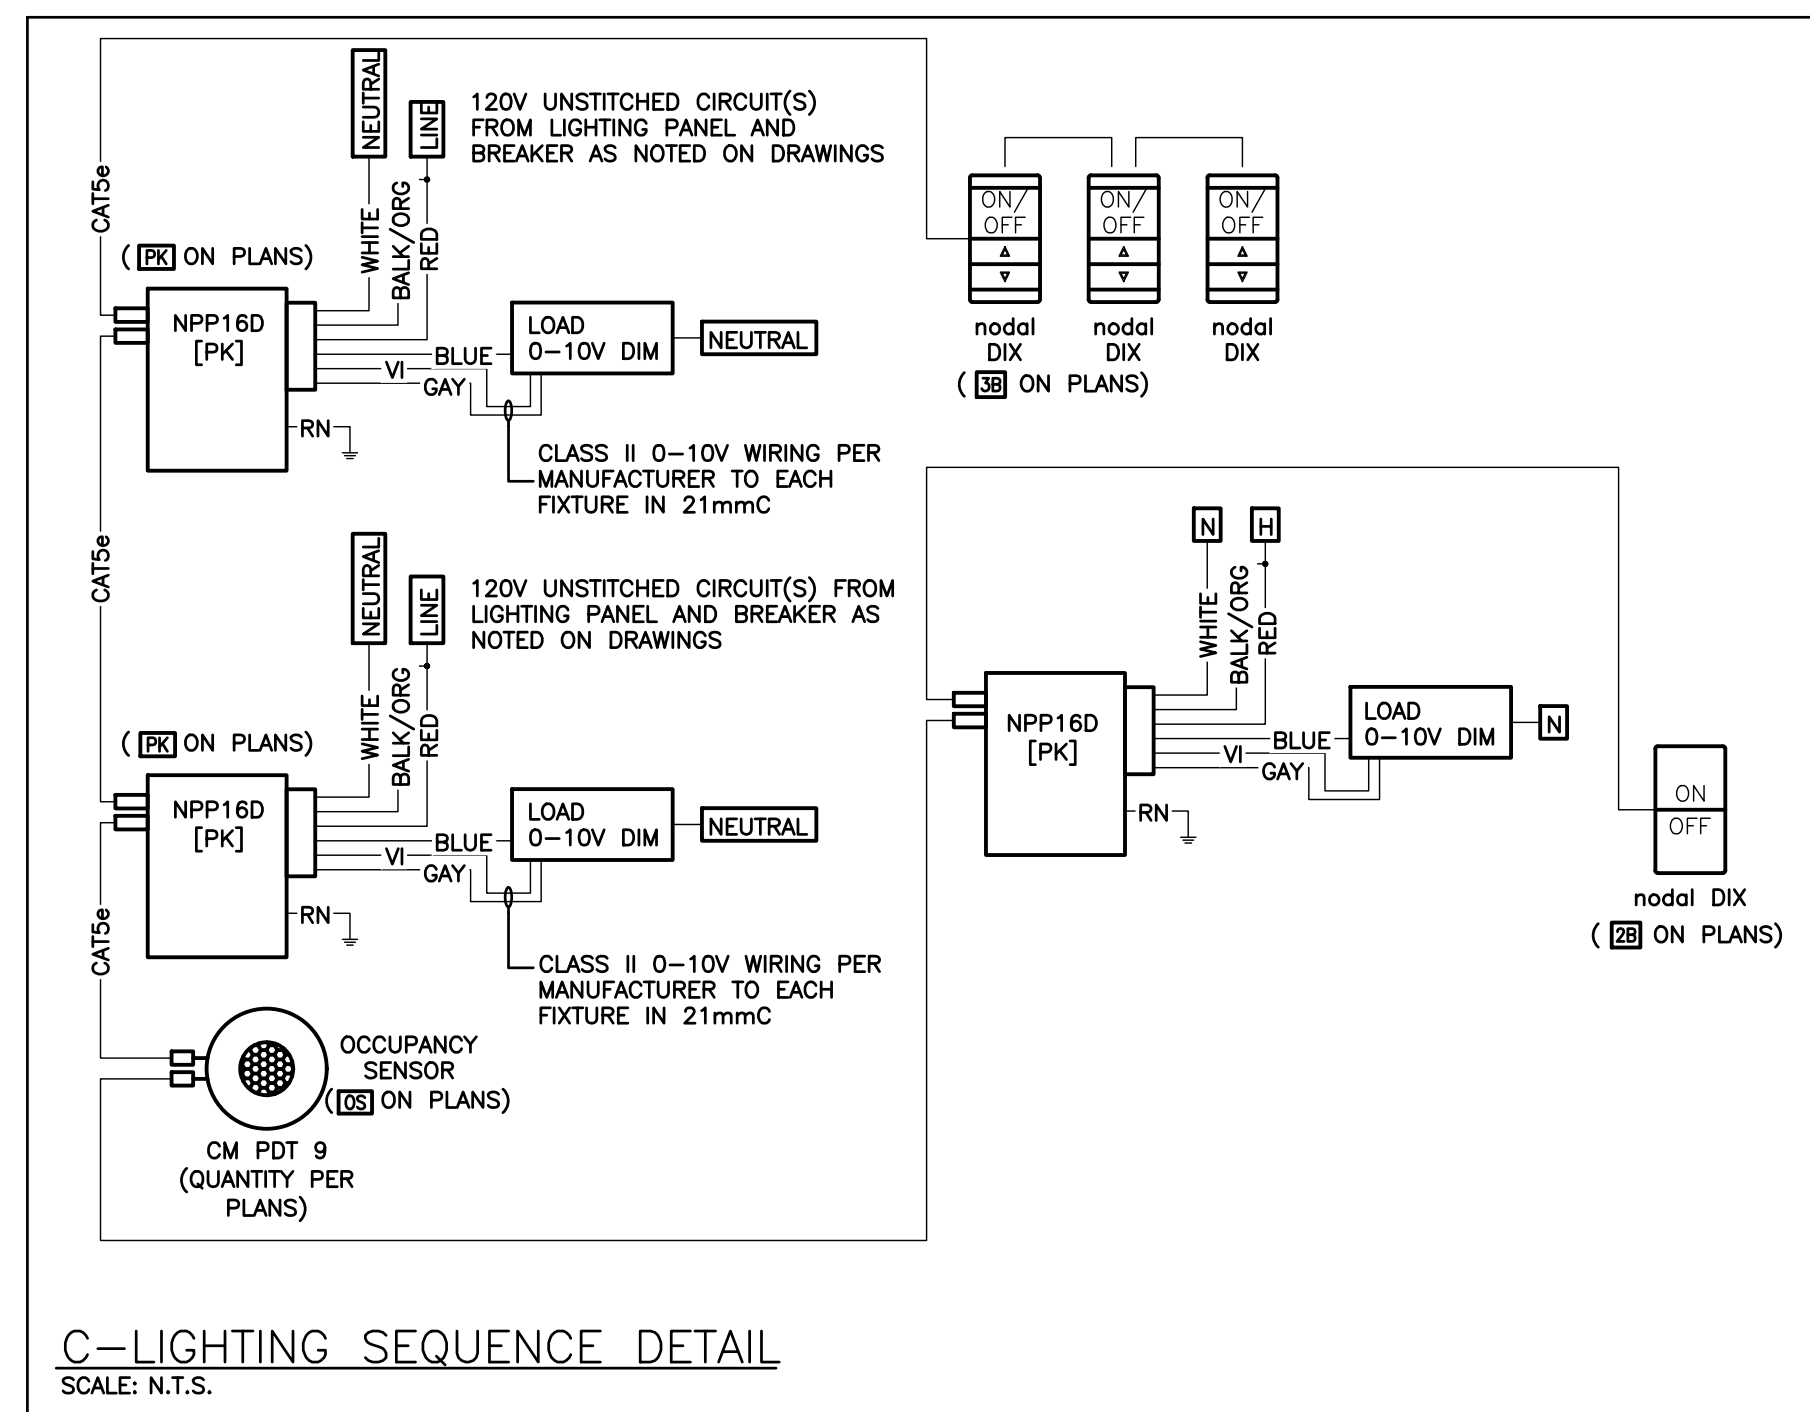 NEUTRAL
LINE
120V UNSTITCHED CIRCUIT(S)
FROM LIGHTING PANEL AND
BREAKER AS NOTED ON DRAWINGS
CAT5e
WHITE
BALK/ORG
RED
( PK ON PLANS)
NPP16D
[PK]
LOAD
0-10V DIM
NEUTRAL
BLUE
VI
GAY
RN
CLASS II 0-10V WIRING PER
MANUFACTURER TO EACH
FIXTURE IN 21mmC
ON/
OFF
ON/
OFF
ON/
OFF
nodal
DIX
nodal
DIX
nodal
DIX
( 3B ON PLANS)
CAT5e
NEUTRAL
LINE
120V UNSTITCHED CIRCUIT(S) FROM
LIGHTING PANEL AND BREAKER AS
NOTED ON DRAWINGS
WHITE
BALK/ORG
RED
( PK ON PLANS)
NPP16D
[PK]
LOAD
0-10V DIM
NEUTRAL
BLUE
VI
GAY
RN
CLASS II 0-10V WIRING PER
MANUFACTURER TO EACH
FIXTURE IN 21mmC
CAT5e
OCCUPANCY
SENSOR
( OS ON PLANS)
CM PDT 9
(QUANTITY PER
PLANS)
N
H
WHITE
BALK/ORG
RED
NPP16D
[PK]
LOAD
0-10V DIM
N
BLUE
VI
GAY
RN
ON
OFF
nodal DIX
( 2B ON PLANS)
C-LIGHTING SEQUENCE DETAIL
SCALE: N.T.S.